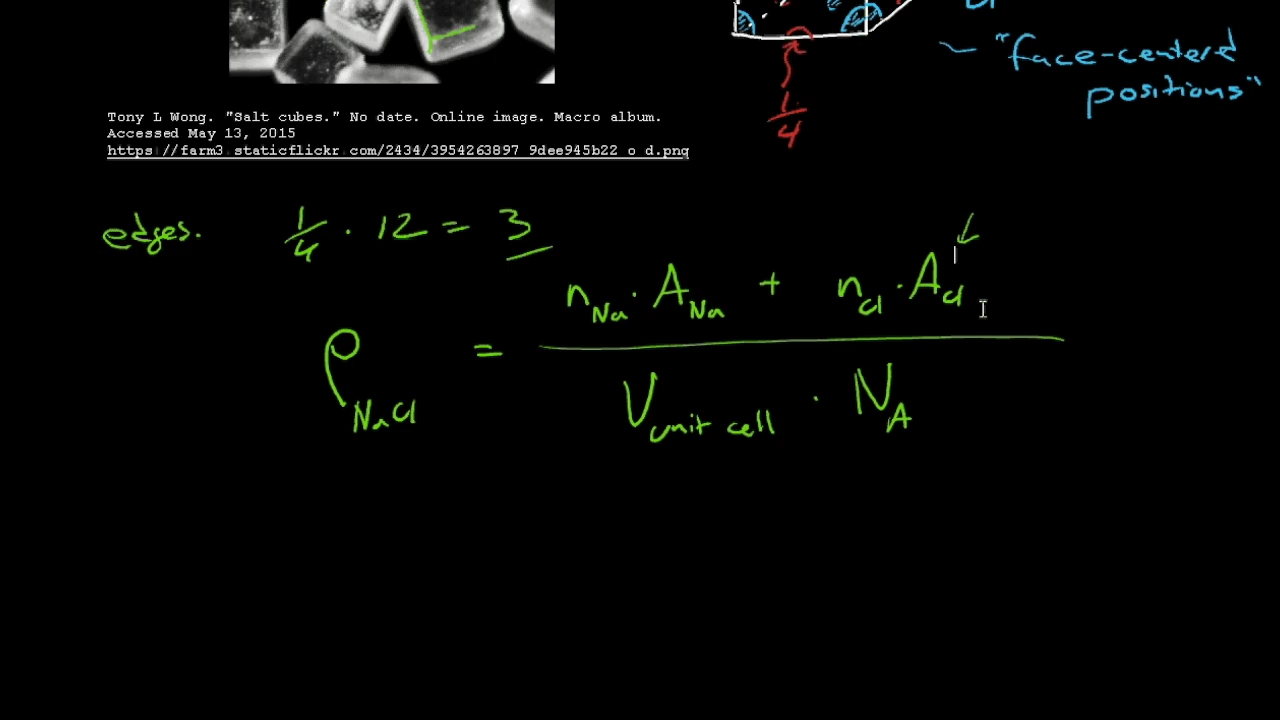 Cl
~ "face-centered
positions"
1/4
Tony L Wong. "Salt cubes." No date. Online image. Macro album.
Accessed May 13, 2015
https://farm3.staticflickr.com/2434/3954263897_9dee945b22_o_d.png
edges. 1/4 · 12 = 3
ρNaCl = (nNa · ANa + nCl · ACl) / (Vunit cell · NA)